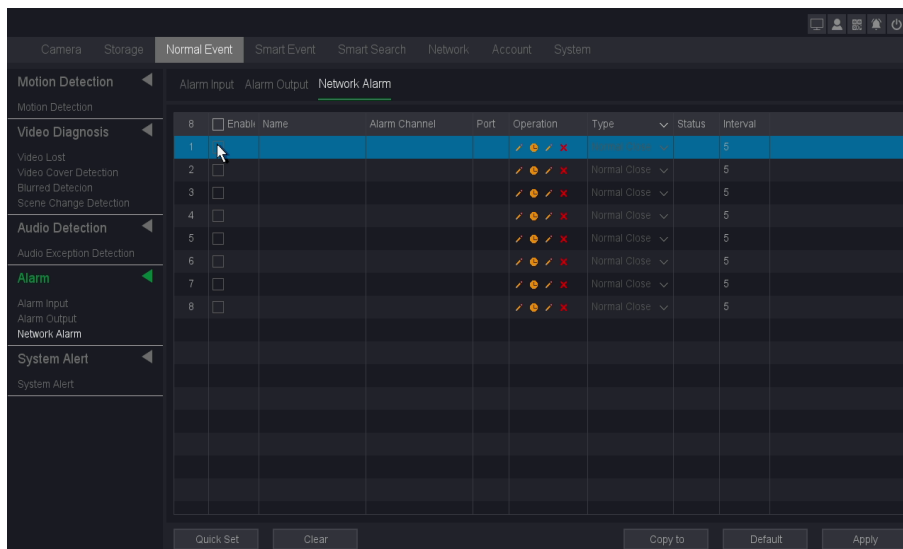 Camera Storage Normal Event Smart Event Smart Search Network Account System
Motion Detection
Motion Detection
Video Diagnosis
Video Lost
Video Cover Detection
Blurred Detecion
Scene Change Detection
Audio Detection
Audio Exception Detection
Alarm
Alarm Input
Alarm Output
Network Alarm
System Alert
System Alert
Alarm Input Alarm Output Network Alarm
8 Enable Name Alarm Channel Port Operation Type Status Interval
1 5
2 Normal Close 5
3 Normal Close 5
4 Normal Close 5
5 Normal Close 5
6 Normal Close 5
7 Normal Close 5
8 Normal Close 5
Quick Set Clear Copy to Default Apply